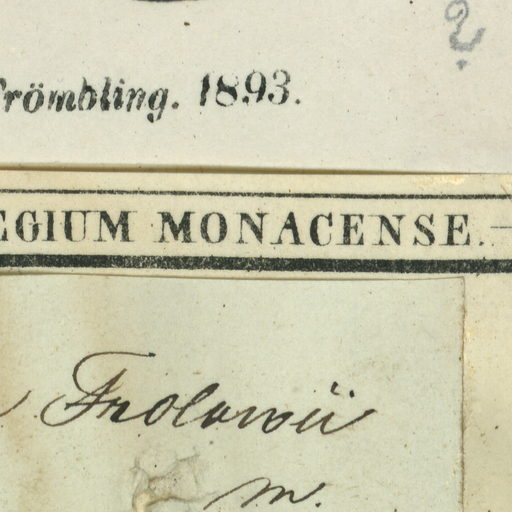 ?
Frömbling. 1893.
EGIUM MONACENSE.
Frolowii
m.